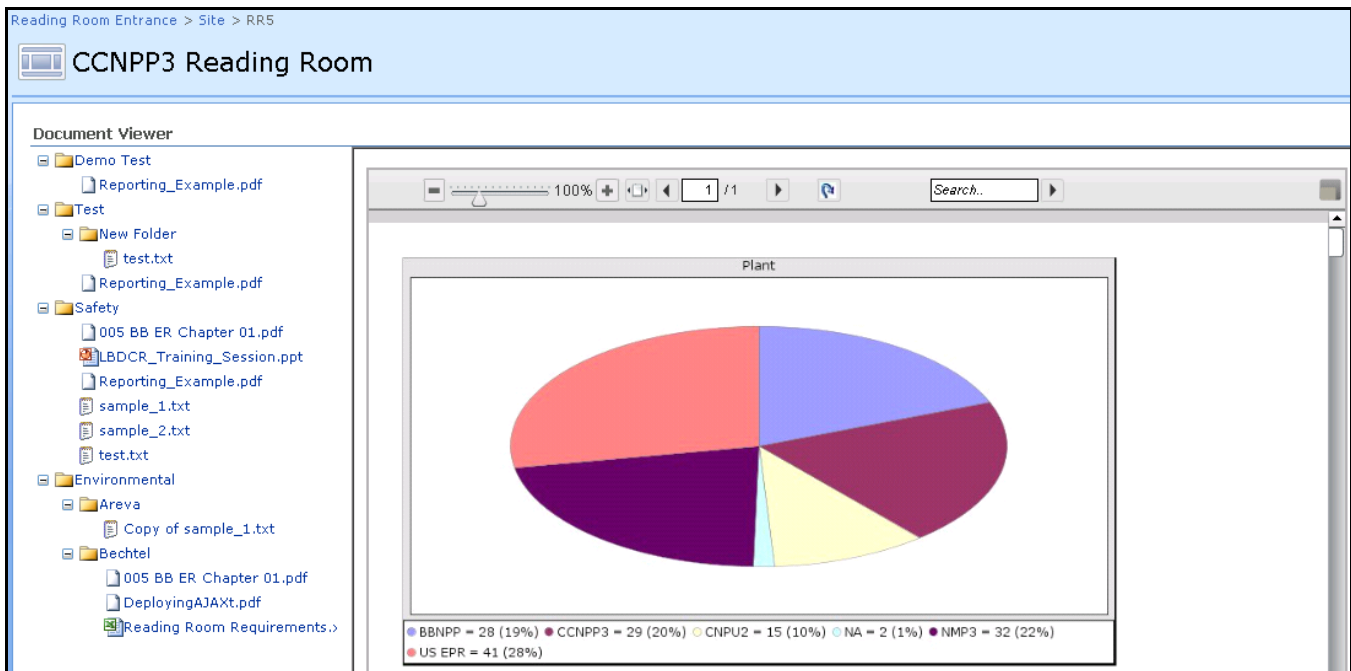 Reading Room Entrance > Site > RR5
CCNPP3 Reading Room
Document Viewer
Demo Test
Reporting_Example.pdf
Test
New Folder
test.txt
Reporting_Example.pdf
Safety
005 BB ER Chapter 01.pdf
LBDCR_Training_Session.ppt
Reporting_Example.pdf
sample_1.txt
sample_2.txt
test.txt
Environmental
Areva
Copy of sample_1.txt
Bechtel
005 BB ER Chapter 01.pdf
DeployingAJAXt.pdf
Reading Room Requirements.>
100% 1 /1 Search..
Plant
BBNPP = 28 (19%) CCNPP3 = 29 (20%) CNPU2 = 15 (10%) NA = 2 (1%) NMP3 = 32 (22%)
US EPR = 41 (28%)